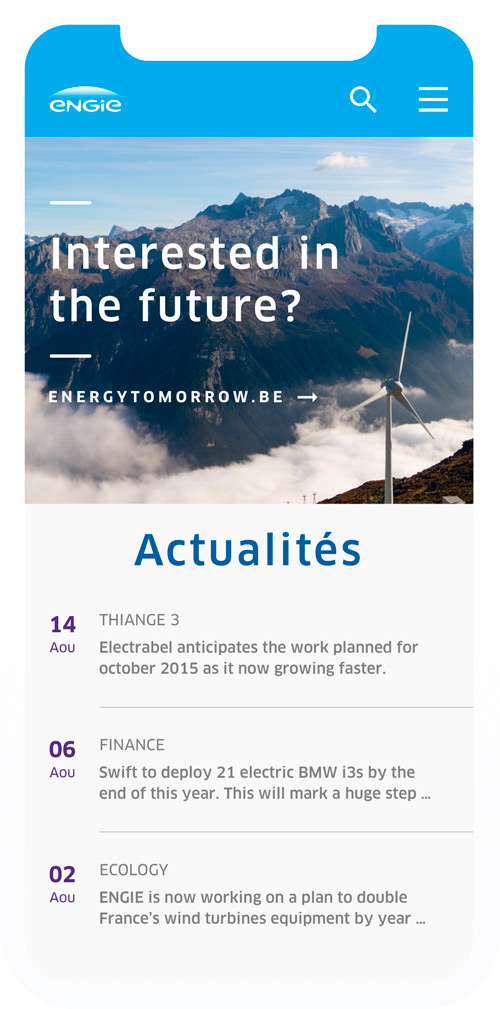 ENGIE
Interested in
the future?
ENERGYTOMORROW.BE →
Actualités
14
Aou
THIANGE 3
Electrabel anticipates the work planned for
october 2015 as it now growing faster.
06
Aou
FINANCE
Swift to deploy 21 electric BMW i3s by the
end of this year. This will mark a huge step ...
02
Aou
ECOLOGY
ENGIE is now working on a plan to double
France's wind turbines equipment by year ...